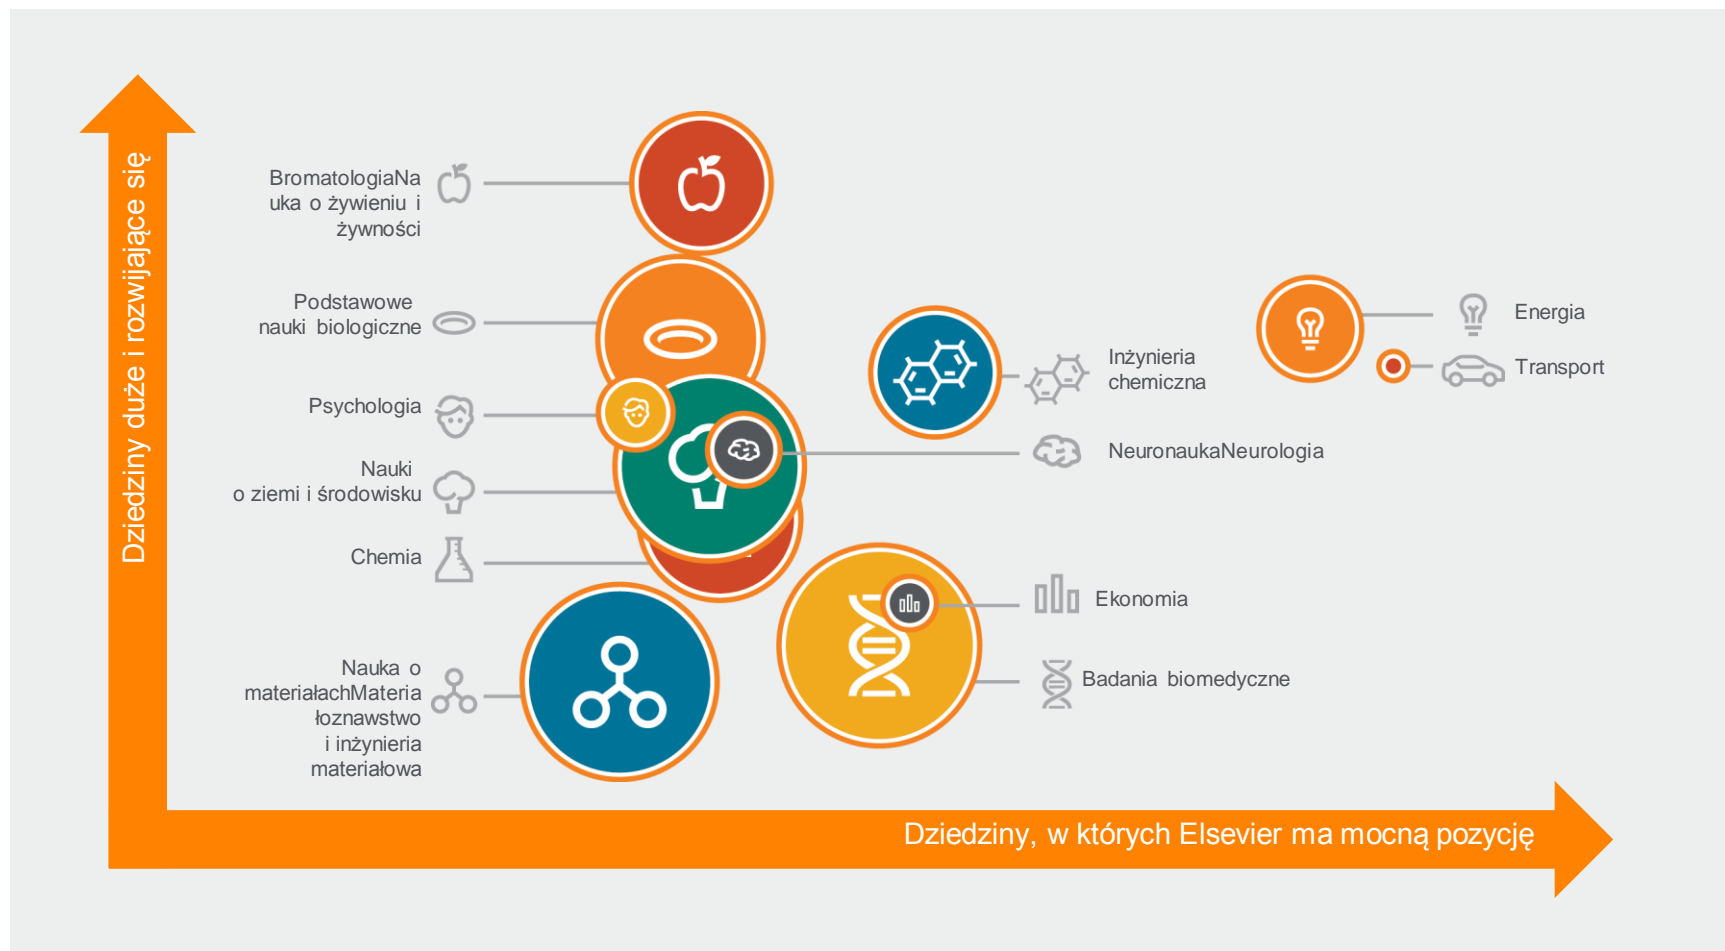 Dziedziny duże i rozwijające się
BromatologiaNa
uka o żywieniu i
żywności
Podstawowe
nauki biologiczne
Psychologia
Nauki
o ziemi i środowisku
Chemia
Nauka o
materiałachMateria
łoznawstwo
i inżynieria
materiałowa
Inżynieria
chemiczna
NeuronaukaNeurologia
Ekonomia
Badania biomedyczne
Energia
Transport
Dziedziny, w których Elsevier ma mocną pozycję